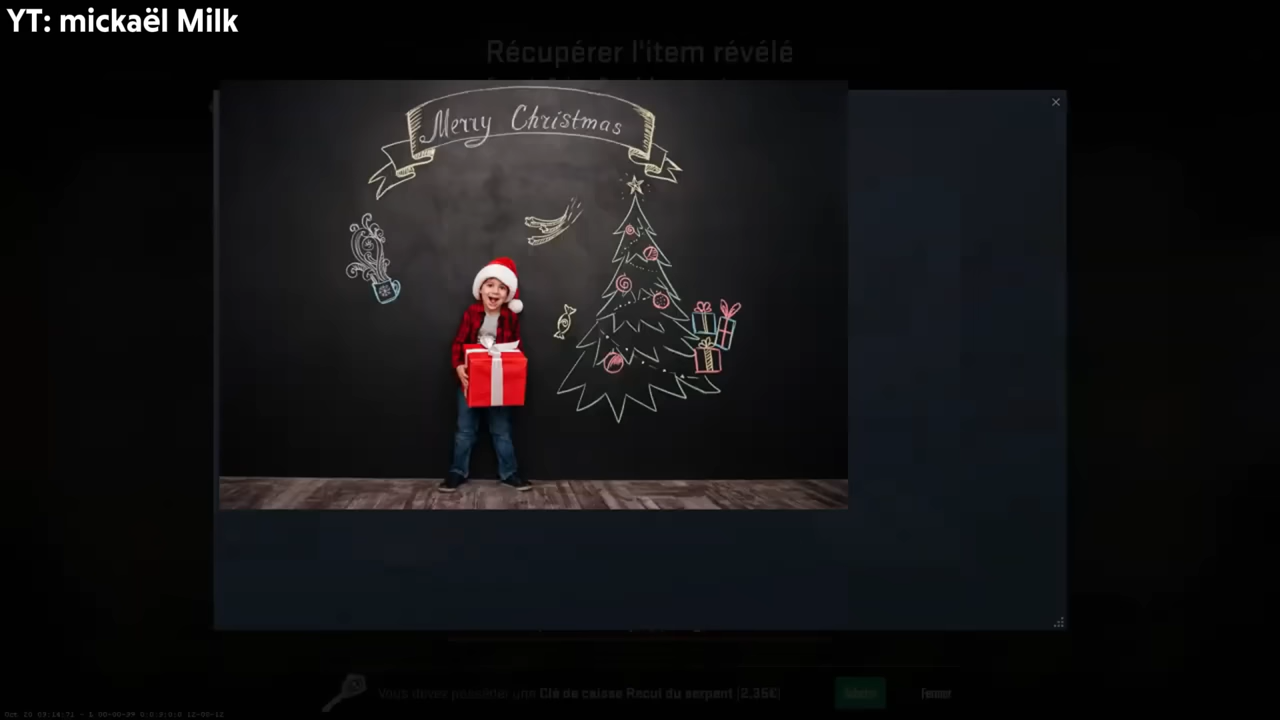 YT: mickaël Milk
Récupérer l'item révélé
Merry Christmas
Vous devez posséder une Clé de caisse Recul du serpent (2,35€)
Acheter
Fermer